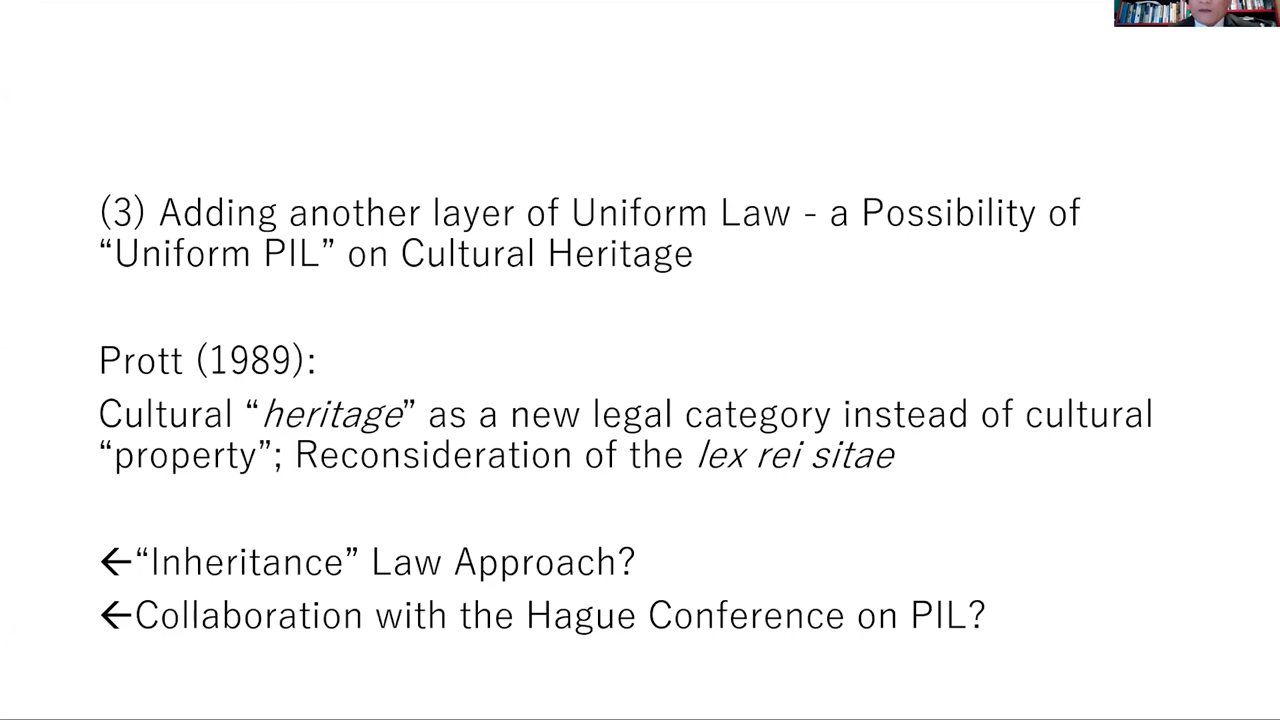 (3) Adding another layer of Uniform Law - a Possibility of
“Uniform PIL” on Cultural Heritage
Prott (1989):
Cultural “heritage” as a new legal category instead of cultural
“property”; Reconsideration of the lex rei sitae
←“Inheritance” Law Approach?
←Collaboration with the Hague Conference on PIL?